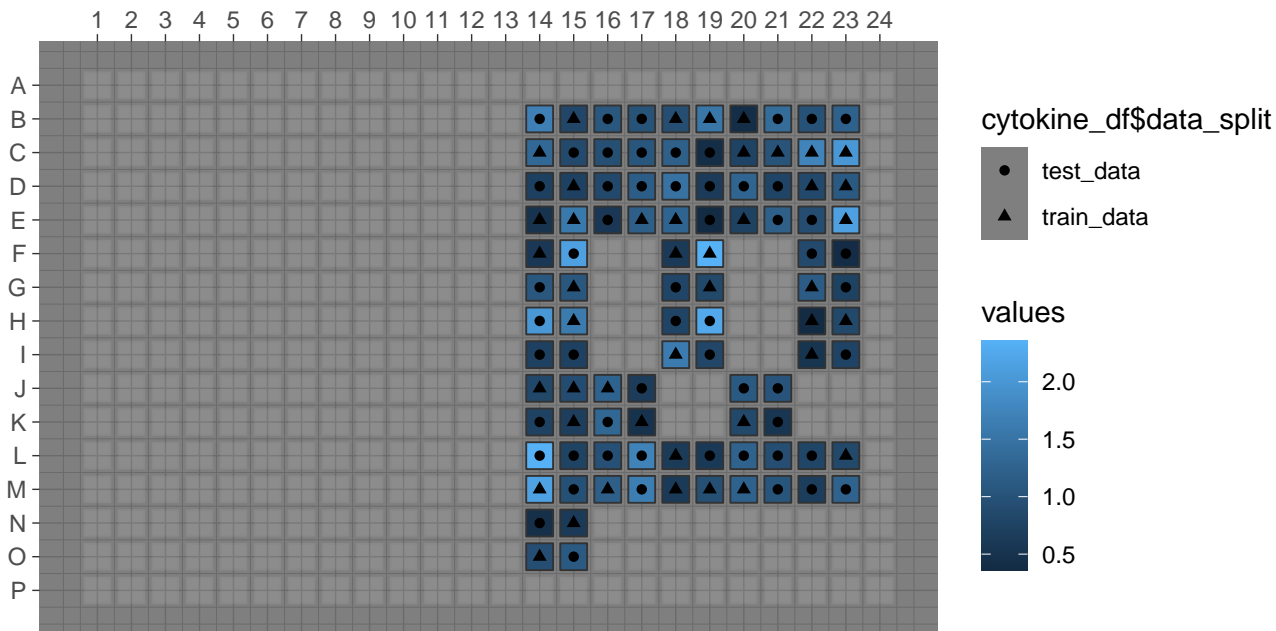 1 2 3 4 5 6 7 8 9 10 11 12 13 14 15 16 17 18 19 20 21 22 23 24
A
B
C
D
E
F
G
H
I
J
K
L
M
N
O
P
cytokine_df$data_split
test_data
train_data
values
2.0
1.5
1.0
0.5